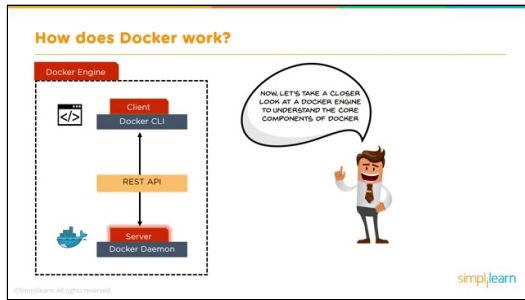 How does Docker work?
Docker Engine
</>
Client
Docker CLI
REST API
Server
Docker Daemon
NOW, LET'S TAKE A CLOSER
LOOK AT A DOCKER ENGINE
TO UNDERSTAND THE CORE
COMPONENTS OF DOCKER
©Simplilearn. All rights reserved.
simplilearn